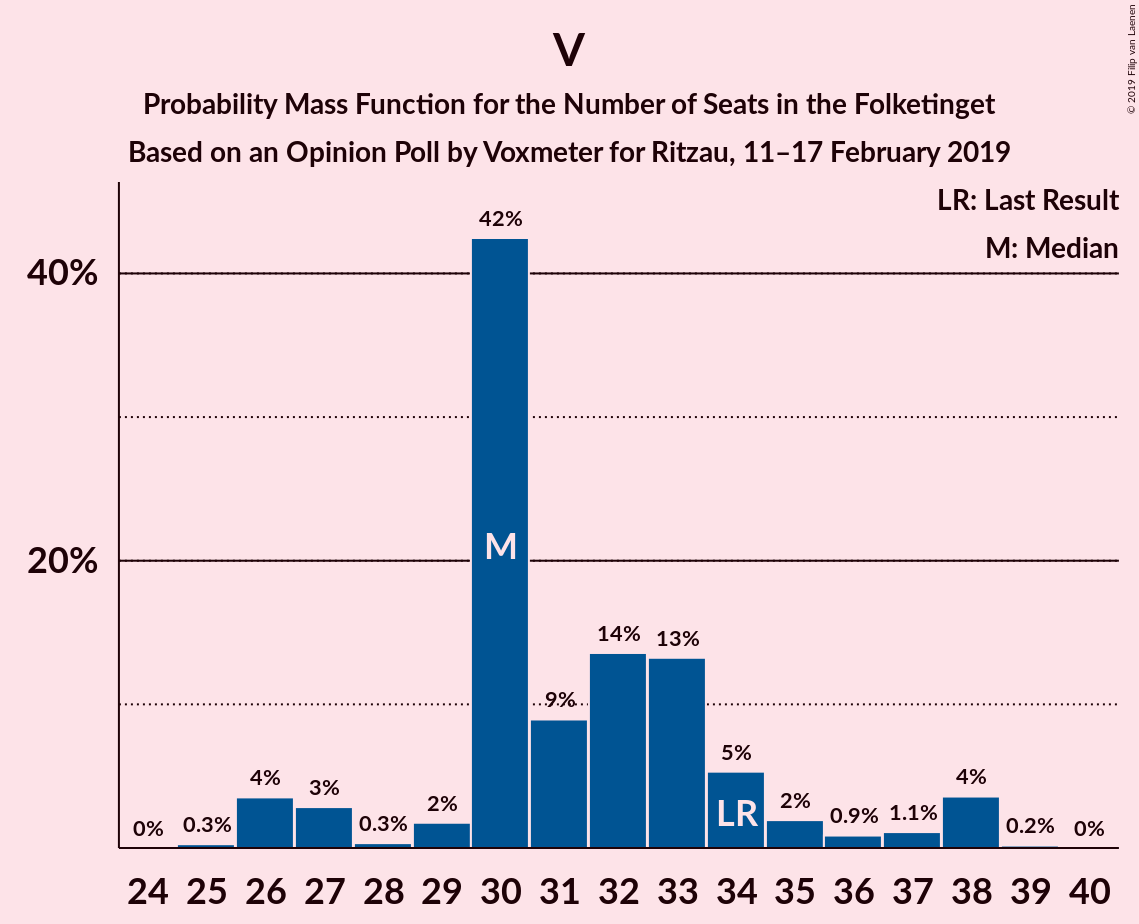 V
Probability Mass Function for the Number of Seats in the Folketinget
Based on an Opinion Poll by Voxmeter for Ritzau, 11–17 February 2019
© 2019 Filip van Laenen
LR: Last Result
M: Median
40%
20%
0%
0.3%
4%
3%
0.3%
2%
42%
9%
14%
13%
5%
2%
0.9%
1.1%
4%
0.2%
0%
M
LR
24 25 26 27 28 29 30 31 32 33 34 35 36 37 38 39 40